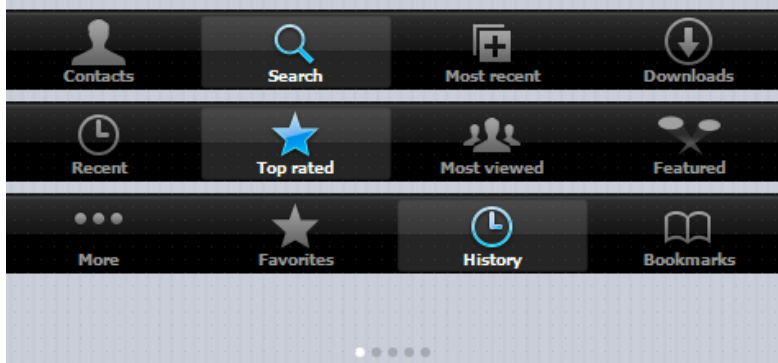 Contacts Search Most recent Downloads
Recent Top rated Most viewed Featured
More Favorites History Bookmarks